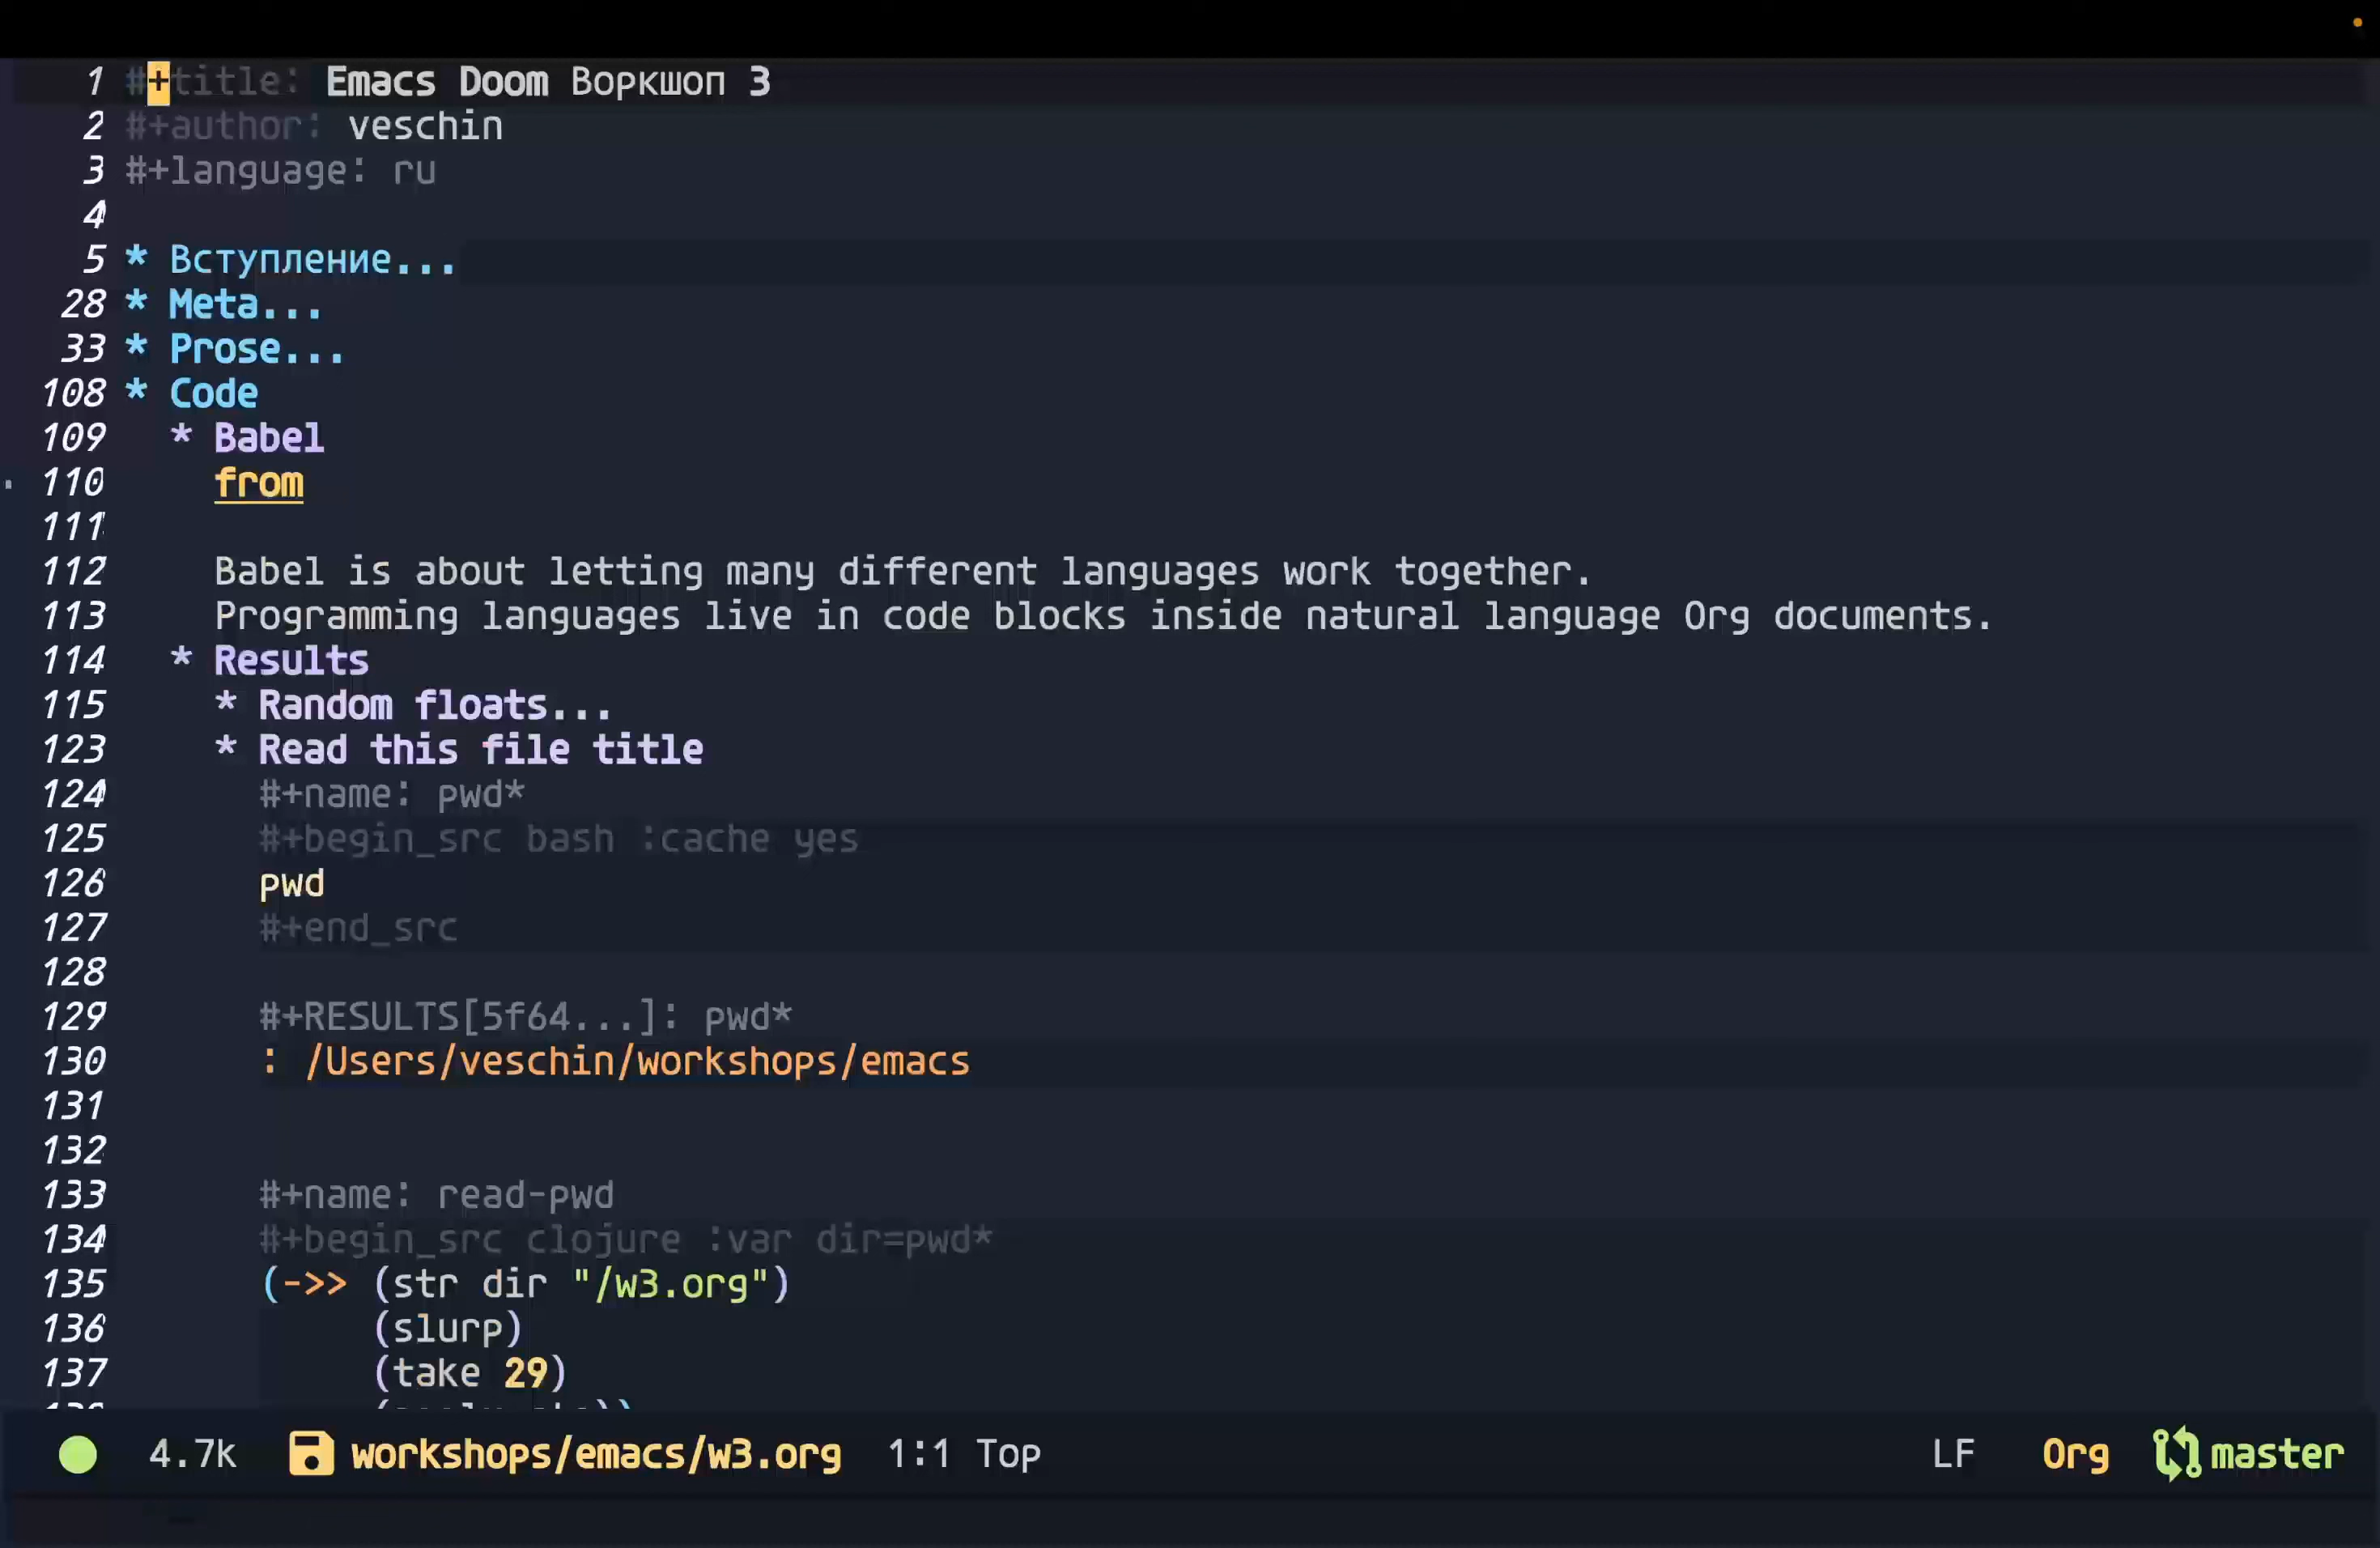 1 #+title: Emacs Doom Воркшоп 3
2 #+author: veschin
3 #+language: ru
4
5 * Вступление...
28 * Meta...
33 * Prose...
108 * Code
109 * Babel
110 from
111
112 Babel is about letting many different languages work together.
113 Programming languages live in code blocks inside natural language Org documents.
114 * Results
115 * Random floats...
123 * Read this file title
124 #+name: pwd*
125 #+begin_src bash :cache yes
126 pwd
127 #+end_src
128
129 #+RESULTS[5f64...]: pwd*
130 : /Users/veschin/workshops/emacs
131
132
133 #+name: read-pwd
134 #+begin_src clojure :var dir=pwd*
135 (->> (str dir "/w3.org")
136 (slurp)
137 (take 29)
4.7k workshops/emacs/w3.org 1:1 Top LF Org master